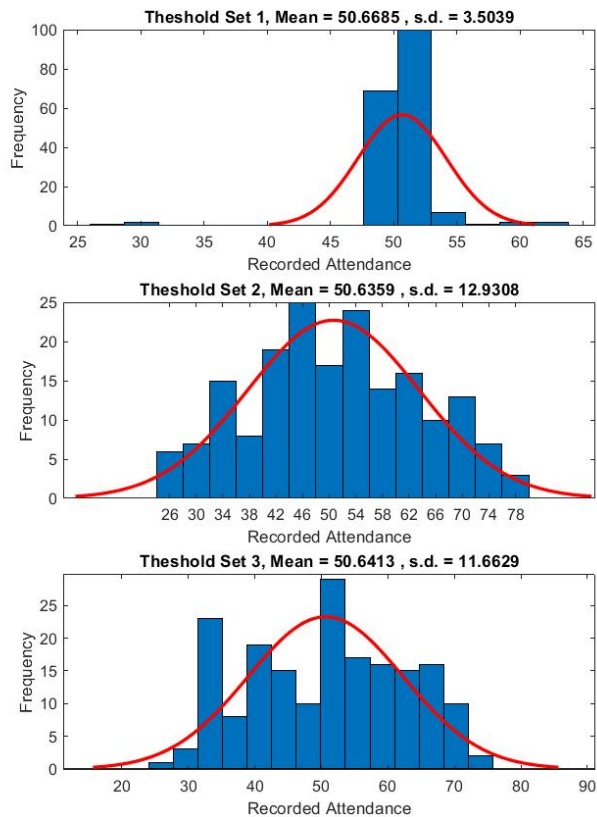 Theshold Set 1, Mean = 50.6685 , s.d. = 3.5039
100
80
60
40
20
0
Frequency
25 30 35 40 45 50 55 60 65
Recorded Attendance
Theshold Set 2, Mean = 50.6359 , s.d. = 12.9308
25
20
15
10
5
0
Frequency
26 30 34 38 42 46 50 54 58 62 66 70 74 78
Recorded Attendance
Theshold Set 3, Mean = 50.6413 , s.d. = 11.6629
25
20
15
10
5
0
Frequency
20 30 40 50 60 70 80 90
Recorded Attendance